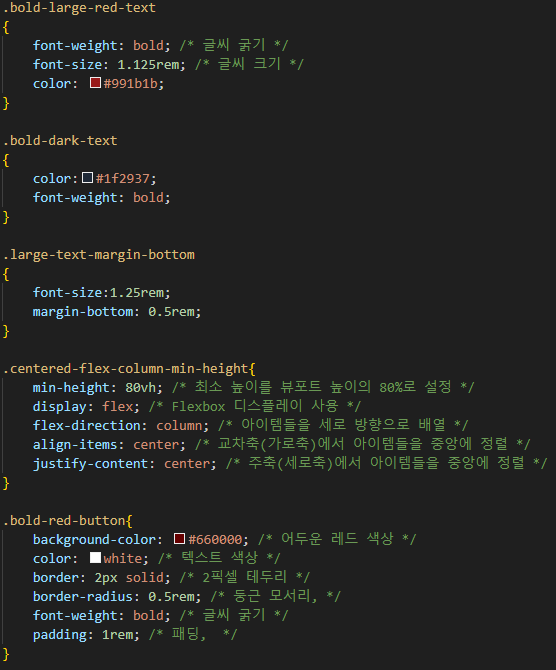 .bold-large-red-text
{
    font-weight: bold; /* 글씨 굵기 */
    font-size: 1.125rem; /* 글씨 크기 */
    color: #991b1b;
}

.bold-dark-text
{
    color:#1f2937;
    font-weight: bold;
}

.large-text-margin-bottom
{
    font-size:1.25rem;
    margin-bottom: 0.5rem;
}

.centered-flex-column-min-height{
    min-height: 80vh; /* 최소 높이를 뷰포트 높이의 80%로 설정 */
    display: flex; /* Flexbox 디스플레이 사용 */
    flex-direction: column; /* 아이템들을 세로 방향으로 배열 */
    align-items: center; /* 교차축(가로축)에서 아이템들을 중앙에 정렬 */
    justify-content: center; /* 주축(세로축)에서 아이템들을 중앙에 정렬 */
}

.bold-red-button{
    background-color: #660000; /* 어두운 레드 색상 */
    color: white; /* 텍스트 색상 */
    border: 2px solid; /* 2픽셀 테두리 */
    border-radius: 0.5rem; /* 둥근 모서리, */
    font-weight: bold; /* 글씨 굵기 */
    padding: 1rem; /* 패딩,  */
}